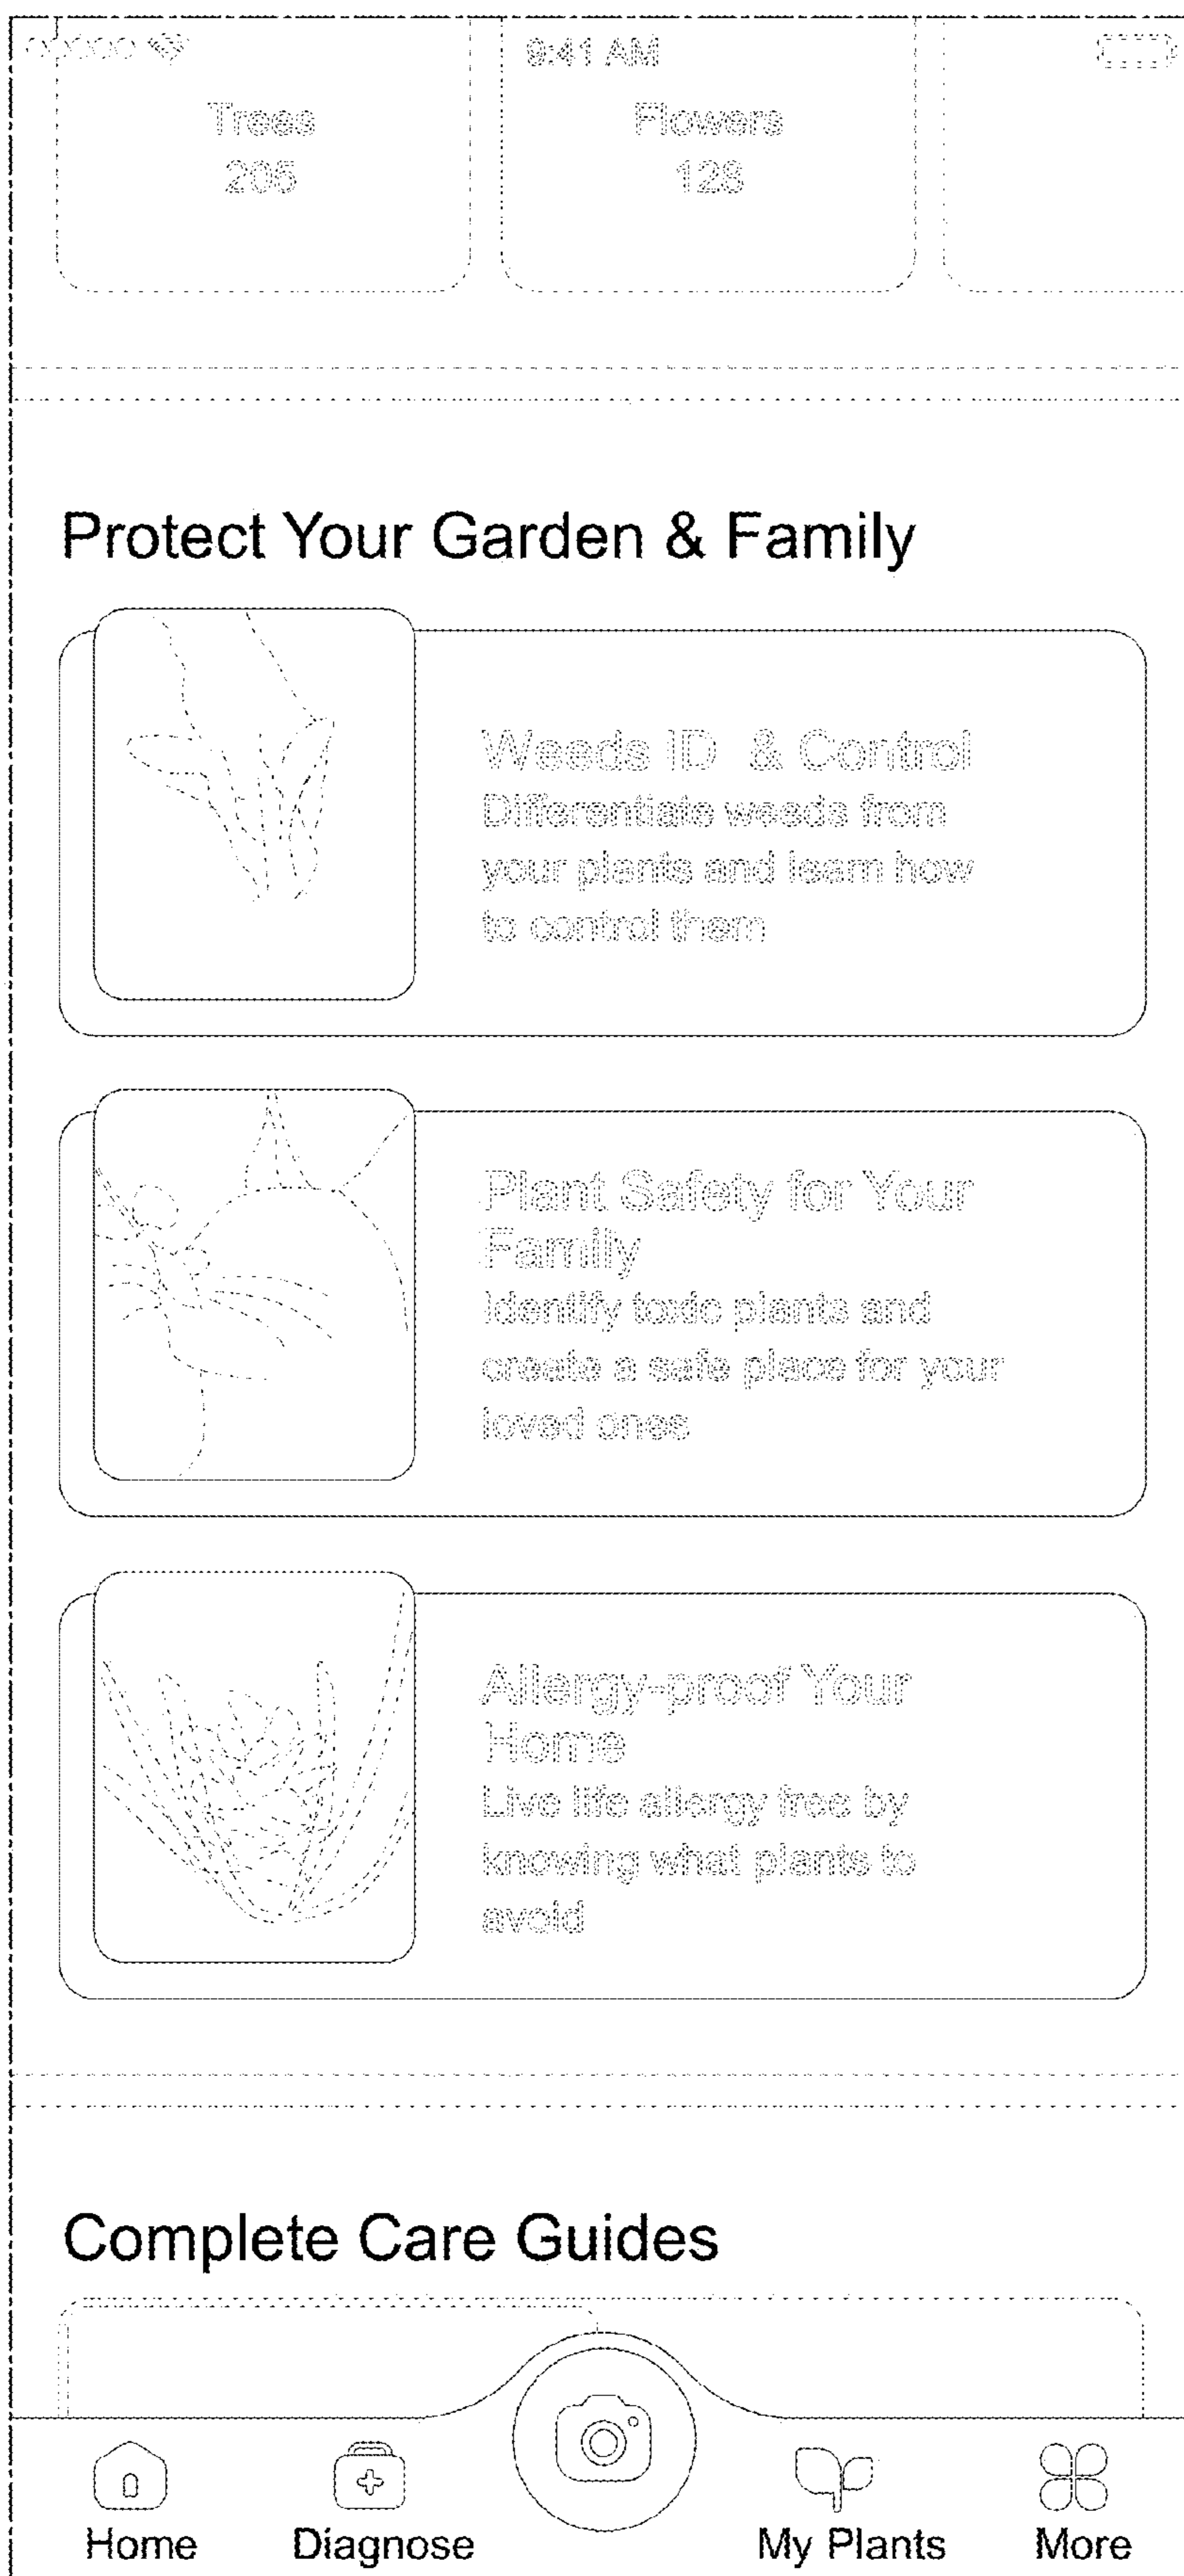 9:41 AM
Trees
Flowers
205
128
Protect Your Garden & Family
Weeds ID & Control
Differentiate weeds from
your plants and learn how
to control them
Plant Safety for Your
Family
Identify toxic plants and
create a safe place for your
loved ones
Allergy-proof Your
Home
Live life allergy free by
knowing what plants to
avoid
Complete Care Guides
Home
Diagnose
My Plants
More